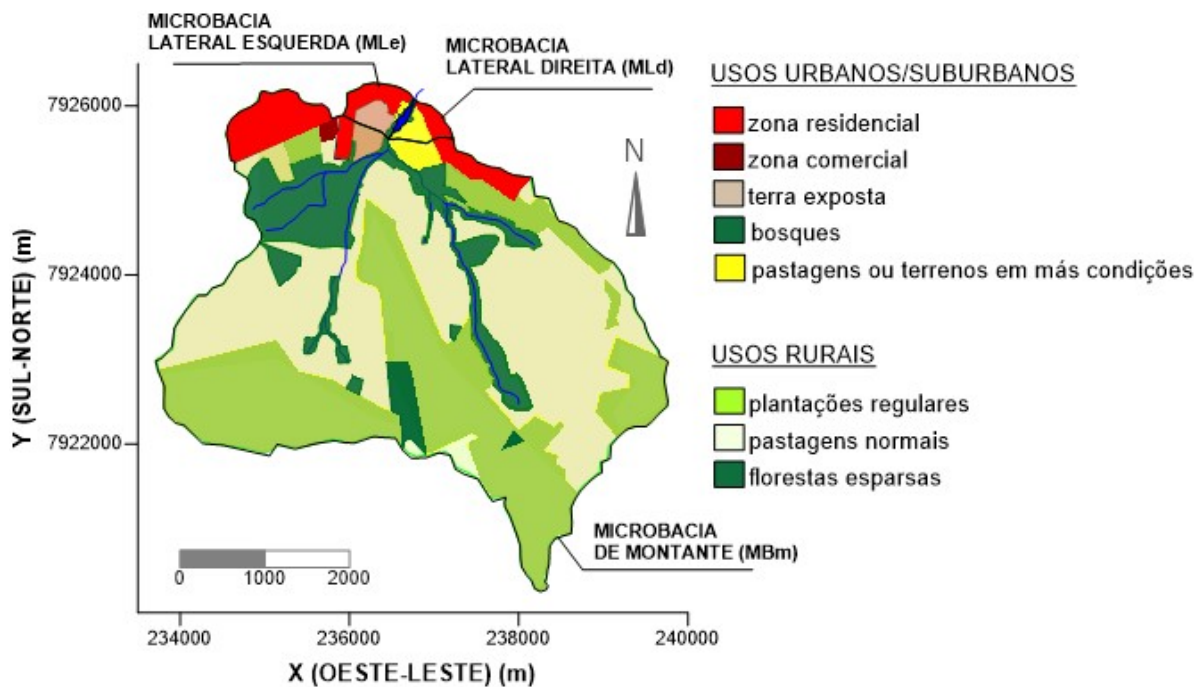 MICROBACIA
LATERAL ESQUERDA (MLe)
MICROBACIA
LATERAL DIREITA (MLd)
USOS URBANOS/SUBURBANOS
zona residencial
zona comercial
terra exposta
bosques
pastagens ou terrenos em más condições
USOS RURAIS
plantações regulares
pastagens normais
florestas esparsas
N
7926000
7924000
7922000
Y (SUL-NORTE) (m)
MICROBACIA
DE MONTANTE (MBm)
0 1000 2000
234000 236000 238000 240000
X (OESTE-LESTE) (m)